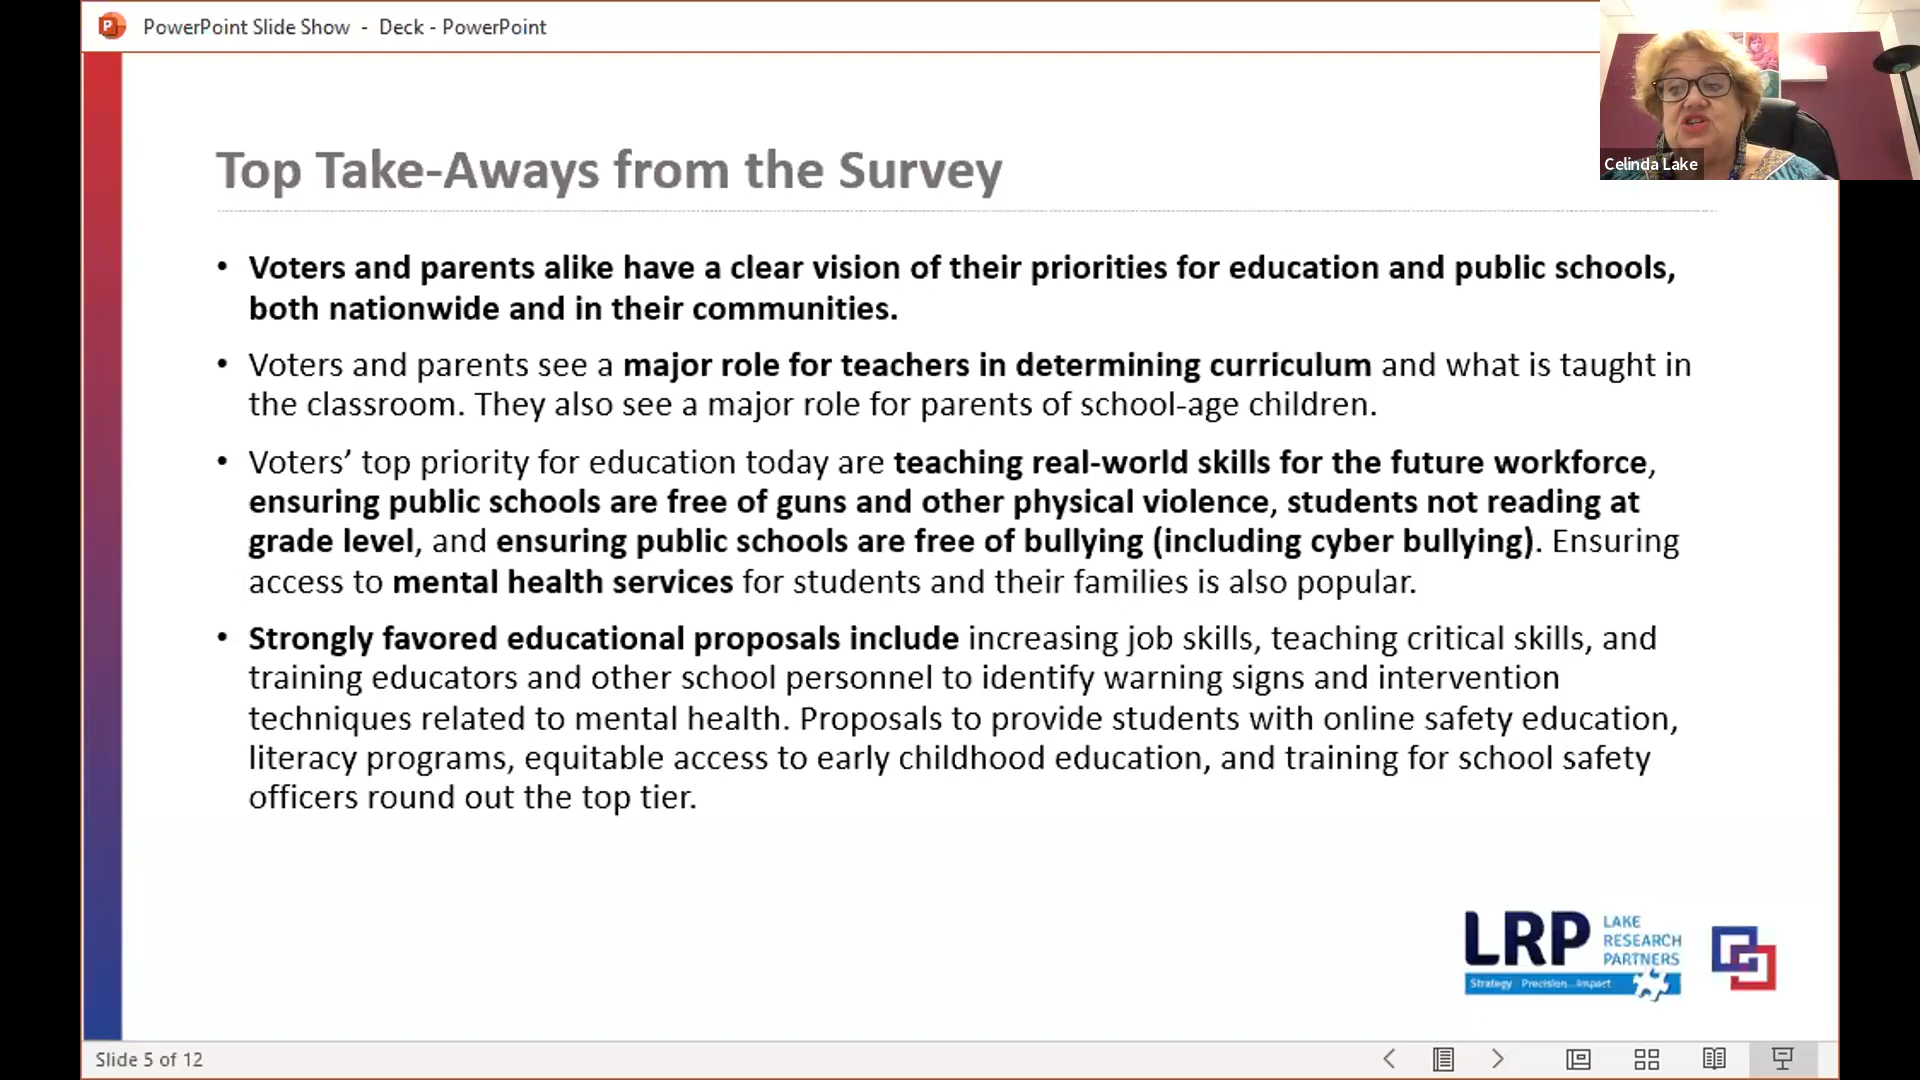 PowerPoint Slide Show - Deck - PowerPoint
Celinda Lake
Top Take-Aways from the Survey
• Voters and parents alike have a clear vision of their priorities for education and public schools,
both nationwide and in their communities.
• Voters and parents see a major role for teachers in determining curriculum and what is taught in
the classroom. They also see a major role for parents of school-age children.
• Voters’ top priority for education today are teaching real-world skills for the future workforce,
ensuring public schools are free of guns and other physical violence, students not reading at
grade level, and ensuring public schools are free of bullying (including cyber bullying). Ensuring
access to mental health services for students and their families is also popular.
• Strongly favored educational proposals include increasing job skills, teaching critical skills, and
training educators and other school personnel to identify warning signs and intervention
techniques related to mental health. Proposals to provide students with online safety education,
literacy programs, equitable access to early childhood education, and training for school safety
officers round out the top tier.
LRP
LAKE
RESEARCH
PARTNERS
Strategy Precision Impact
Slide 5 of 12